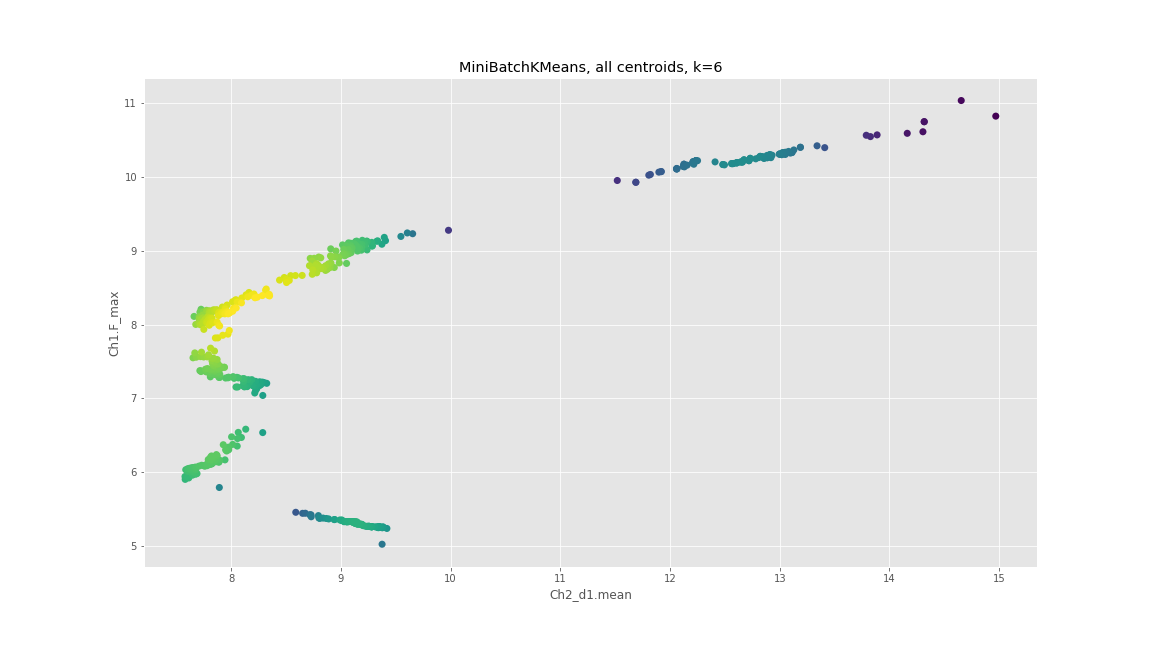 MiniBatchKMeans, all centroids, k=6
11
10
9
8
7
6
5
Ch1.F_max
8 9 10 11 12 13 14 15
Ch2_d1.mean